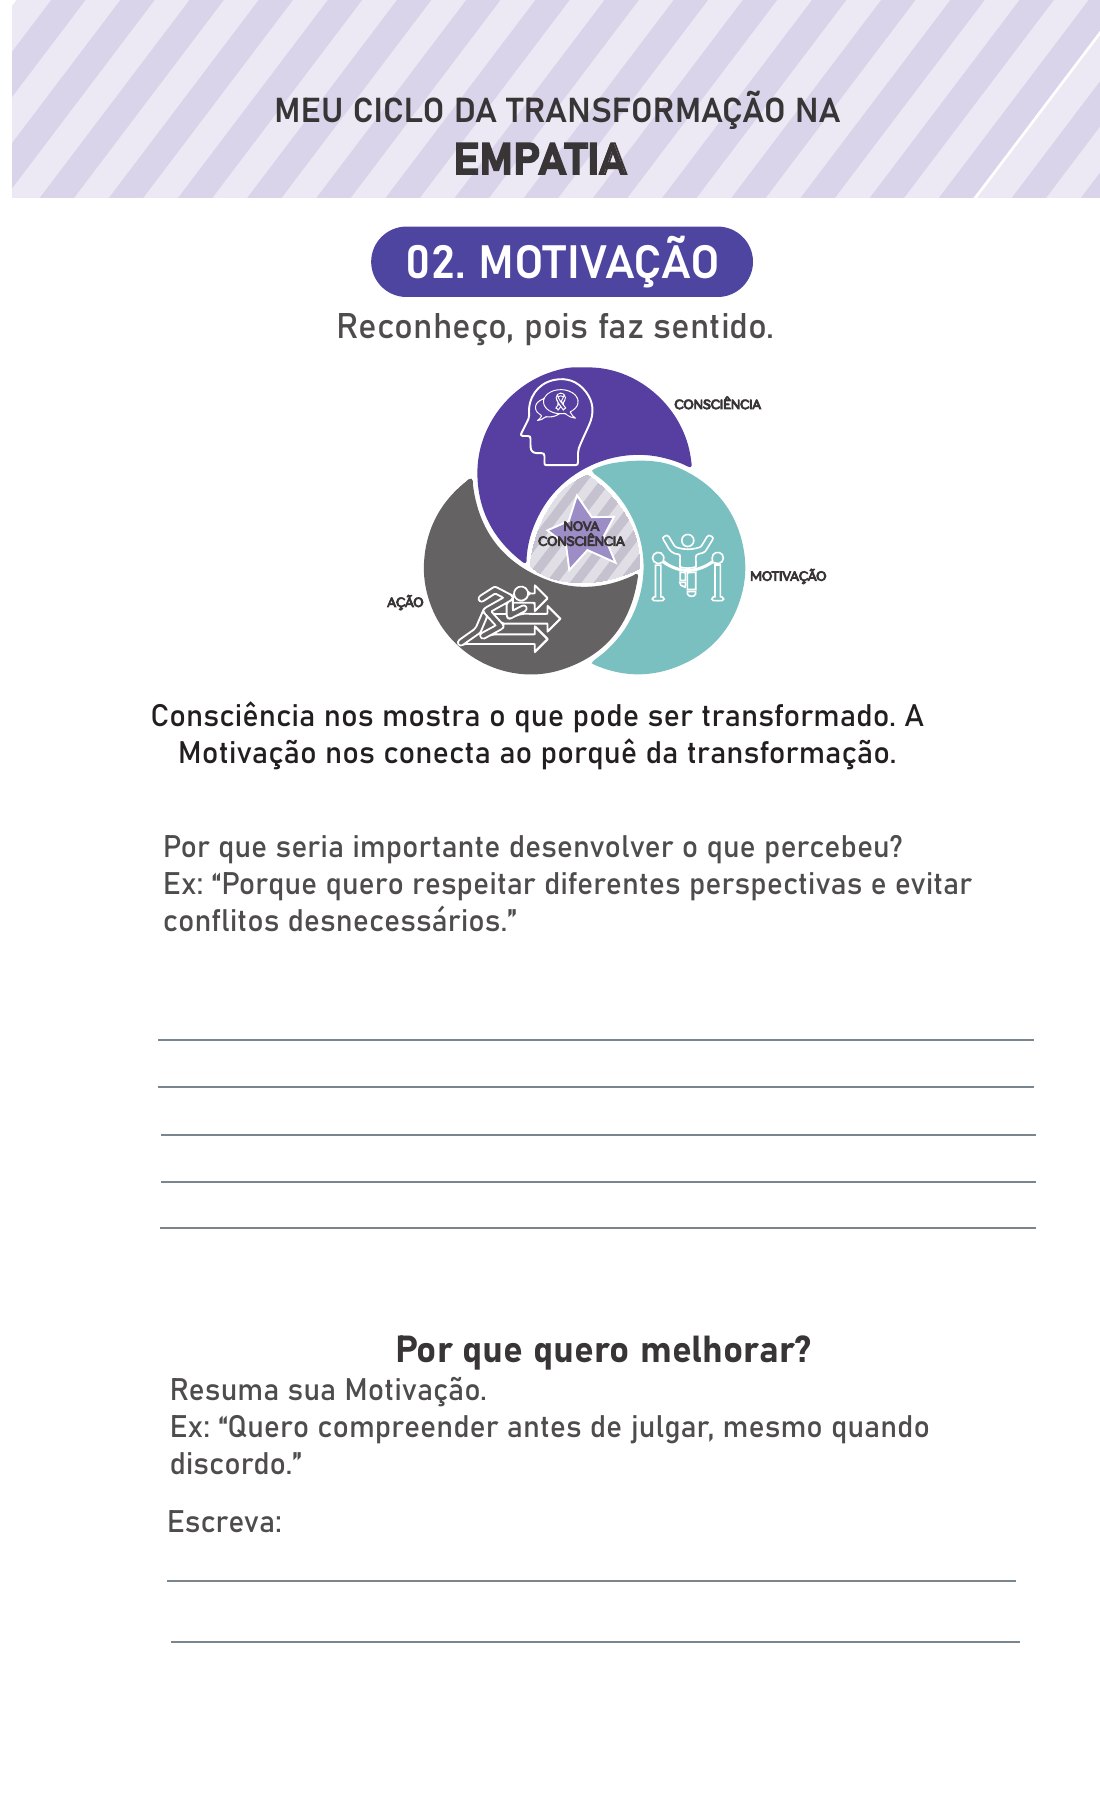 MEU CICLO DA TRANSFORMAÇÃO NA
EMPATIA
02. MOTIVAÇÃO
Reconheço, pois faz sentido.
CONSCIÊNCIA
NOVA
CONSCIÊNCIA
MOTIVAÇÃO
AÇÃO
Consciência nos mostra o que pode ser transformado. A
Motivação nos conecta ao porquê da transformação.
Por que seria importante desenvolver o que percebeu?
Ex: “Porque quero respeitar diferentes perspectivas e evitar
conflitos desnecessários.”
Por que quero melhorar?
Resuma sua Motivação.
Ex: “Quero compreender antes de julgar, mesmo quando
discordo.”
Escreva: